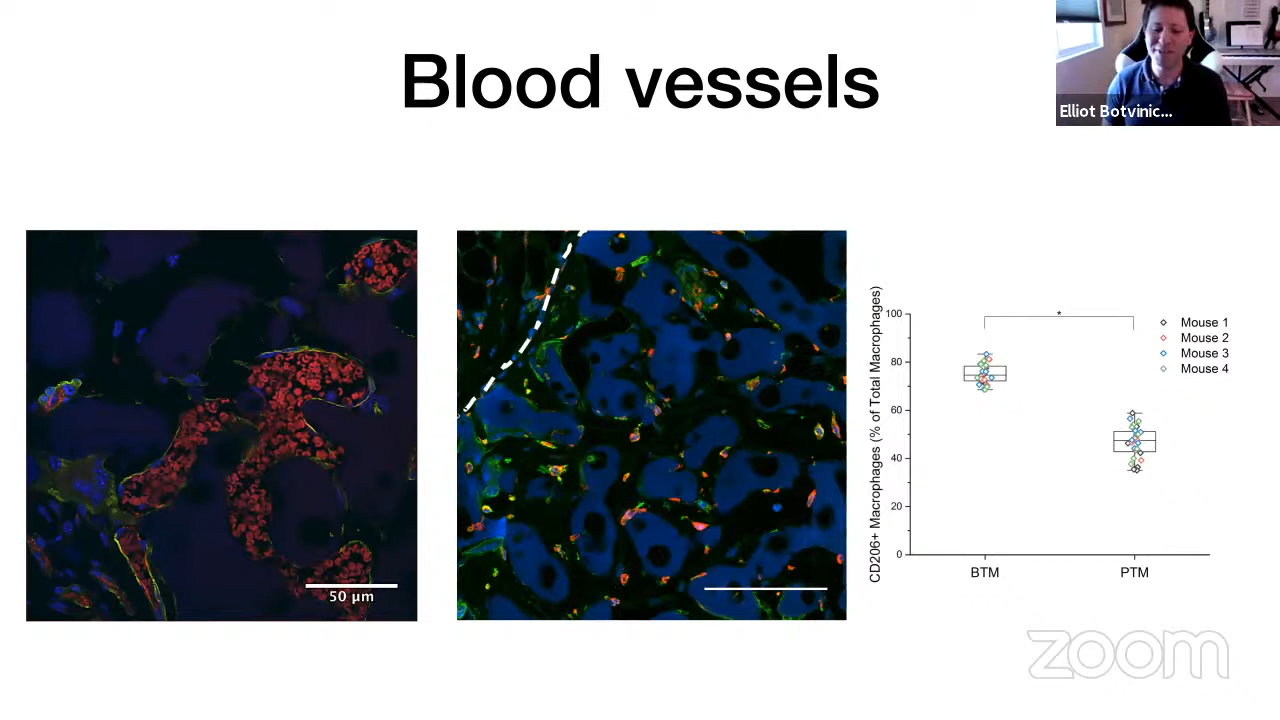 Blood vessels
Elliot Botvinic...
50 µm
CD206+ Macrophages (% of Total Macrophages)
100
80
60
40
20
0
*
BTM
PTM
Mouse 1
Mouse 2
Mouse 3
Mouse 4
zoom